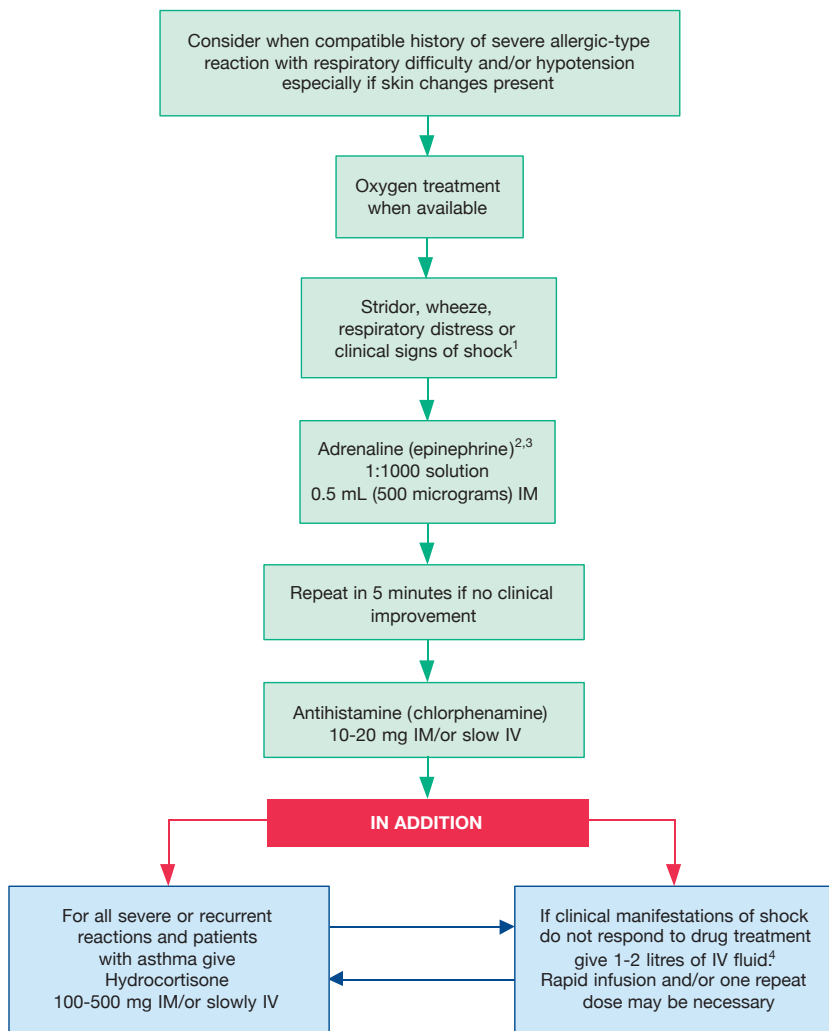 Consider when compatible history of severe allergic-type
reaction with respiratory difficulty and/or hypotension
especially if skin changes present
Oxygen treatment
when available
Stridor, wheeze,
respiratory distress or
clinical signs of shock¹
Adrenaline (epinephrine)²,³
1:1000 solution
0.5 mL (500 micrograms) IM
Repeat in 5 minutes if no clinical
improvement
Antihistamine (chlorphenamine)
10-20 mg IM/or slow IV
IN ADDITION
For all severe or recurrent
reactions and patients
with asthma give
Hydrocortisone
100-500 mg IM/or slowly IV
If clinical manifestations of shock
do not respond to drug treatment
give 1-2 litres of IV fluid.⁴
Rapid infusion and/or one repeat
dose may be necessary